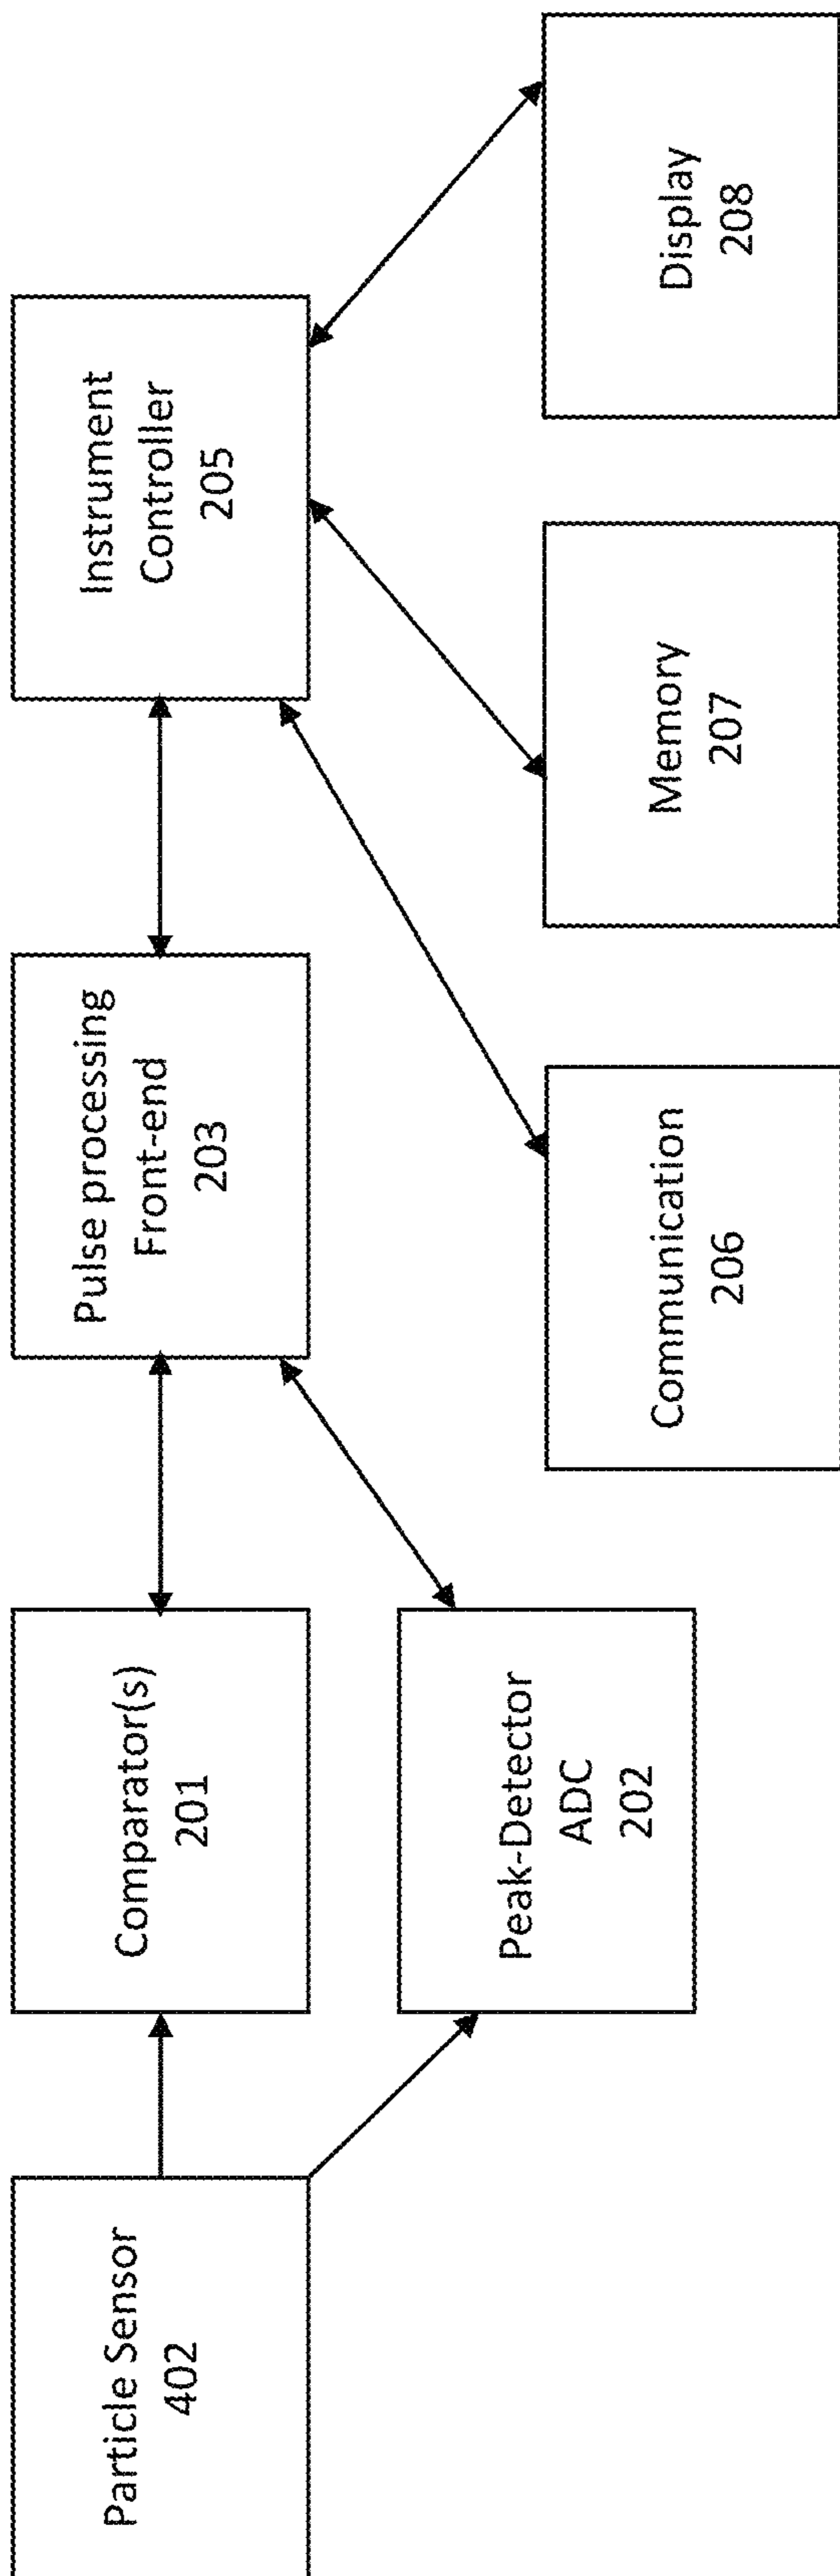 Particle Sensor
402
Comparator(s)
201
Pulse processing
Front-end
203
Instrument
Controller
205
Peak-Detector
ADC
202
Communication
206
Memory
207
Display
208